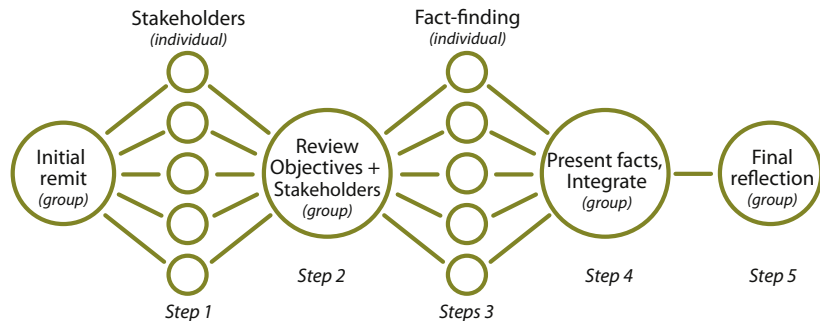 Stakeholders
(individual)
Fact-finding
(individual)
Initial
remit
(group)
Review
Objectives +
Stakeholders
(group)
Present facts,
Integrate
(group)
Final
reflection
(group)
Step 1
Step 2
Steps 3
Step 4
Step 5